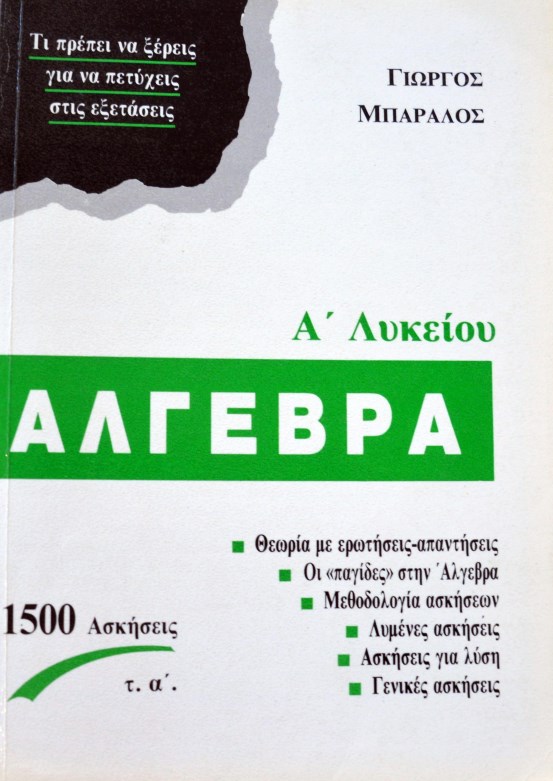 Τι πρέπει να ξέρεις
για να πετύχεις
στις εξετάσεις
ΓΙΩΡΓΟΣ
ΜΠΑΡΑΛΟΣ
Α΄ Λυκείου
ΑΛΓΕΒΡΑ
■ Θεωρία με ερωτήσεις-απαντήσεις
■ Οι «παγίδες» στην Άλγεβρα
■ Μεθοδολογία ασκήσεων
■ Λυμένες ασκήσεις
■ Ασκήσεις για λύση
■ Γενικές ασκήσεις
1500 Ασκήσεις
τ. α΄.